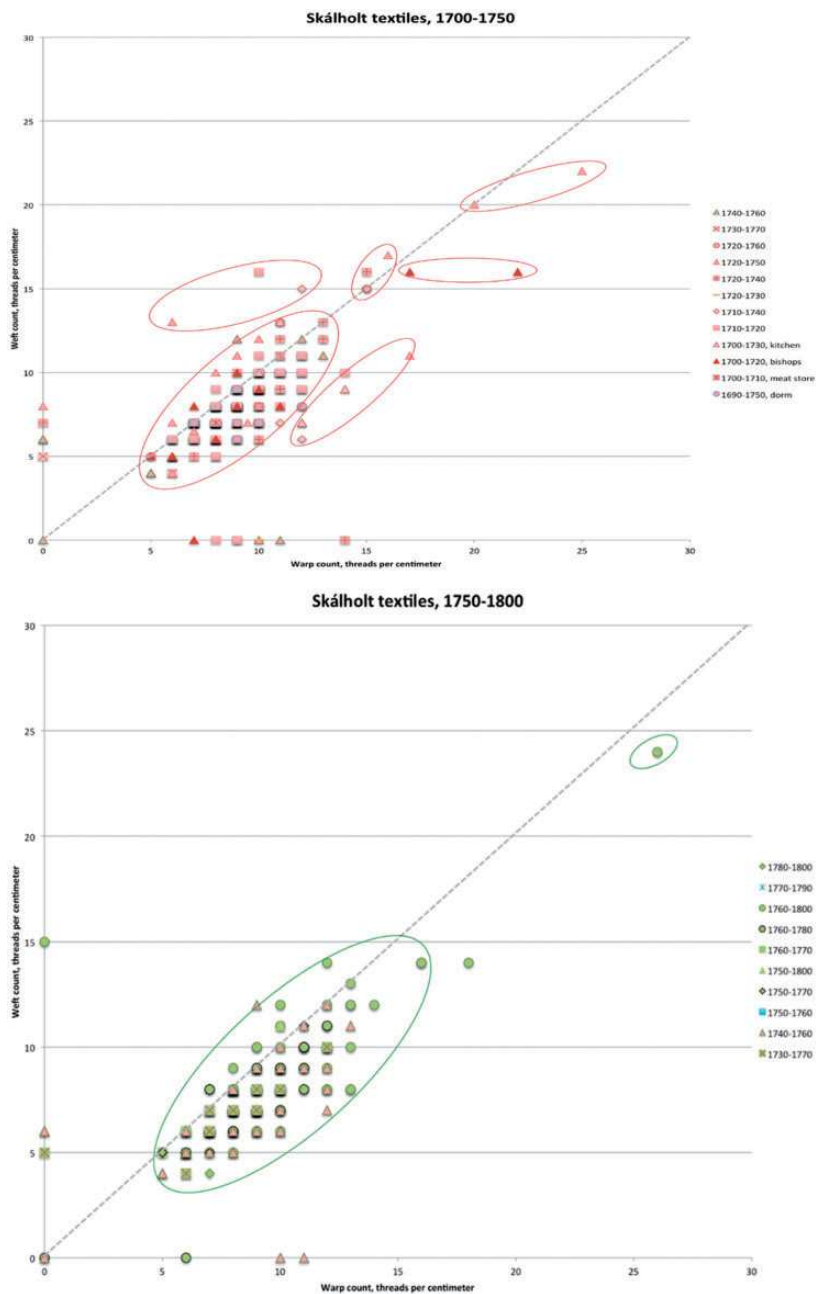 Skálholt textiles, 1700-1750
30
25
20
15
10
5
0
Weft count, threads per centimeter
0 5 10 15 20 25 30
Warp count, threads per centimeter
1740-1760
1730-1770
1720-1760
1720-1750
1720-1740
1720-1730
1710-1740
1710-1720
1700-1730, kitchen
1700-1720, bishops
1700-1710, meat store
1690-1750, dorm
Skálholt textiles, 1750-1800
30
25
20
15
10
5
0
Weft count, threads per centimeter
0 5 10 15 20 25 30
Warp count, threads per centimeter
1780-1800
1770-1790
1760-1800
1760-1780
1760-1770
1750-1800
1750-1770
1750-1760
1740-1760
1730-1770